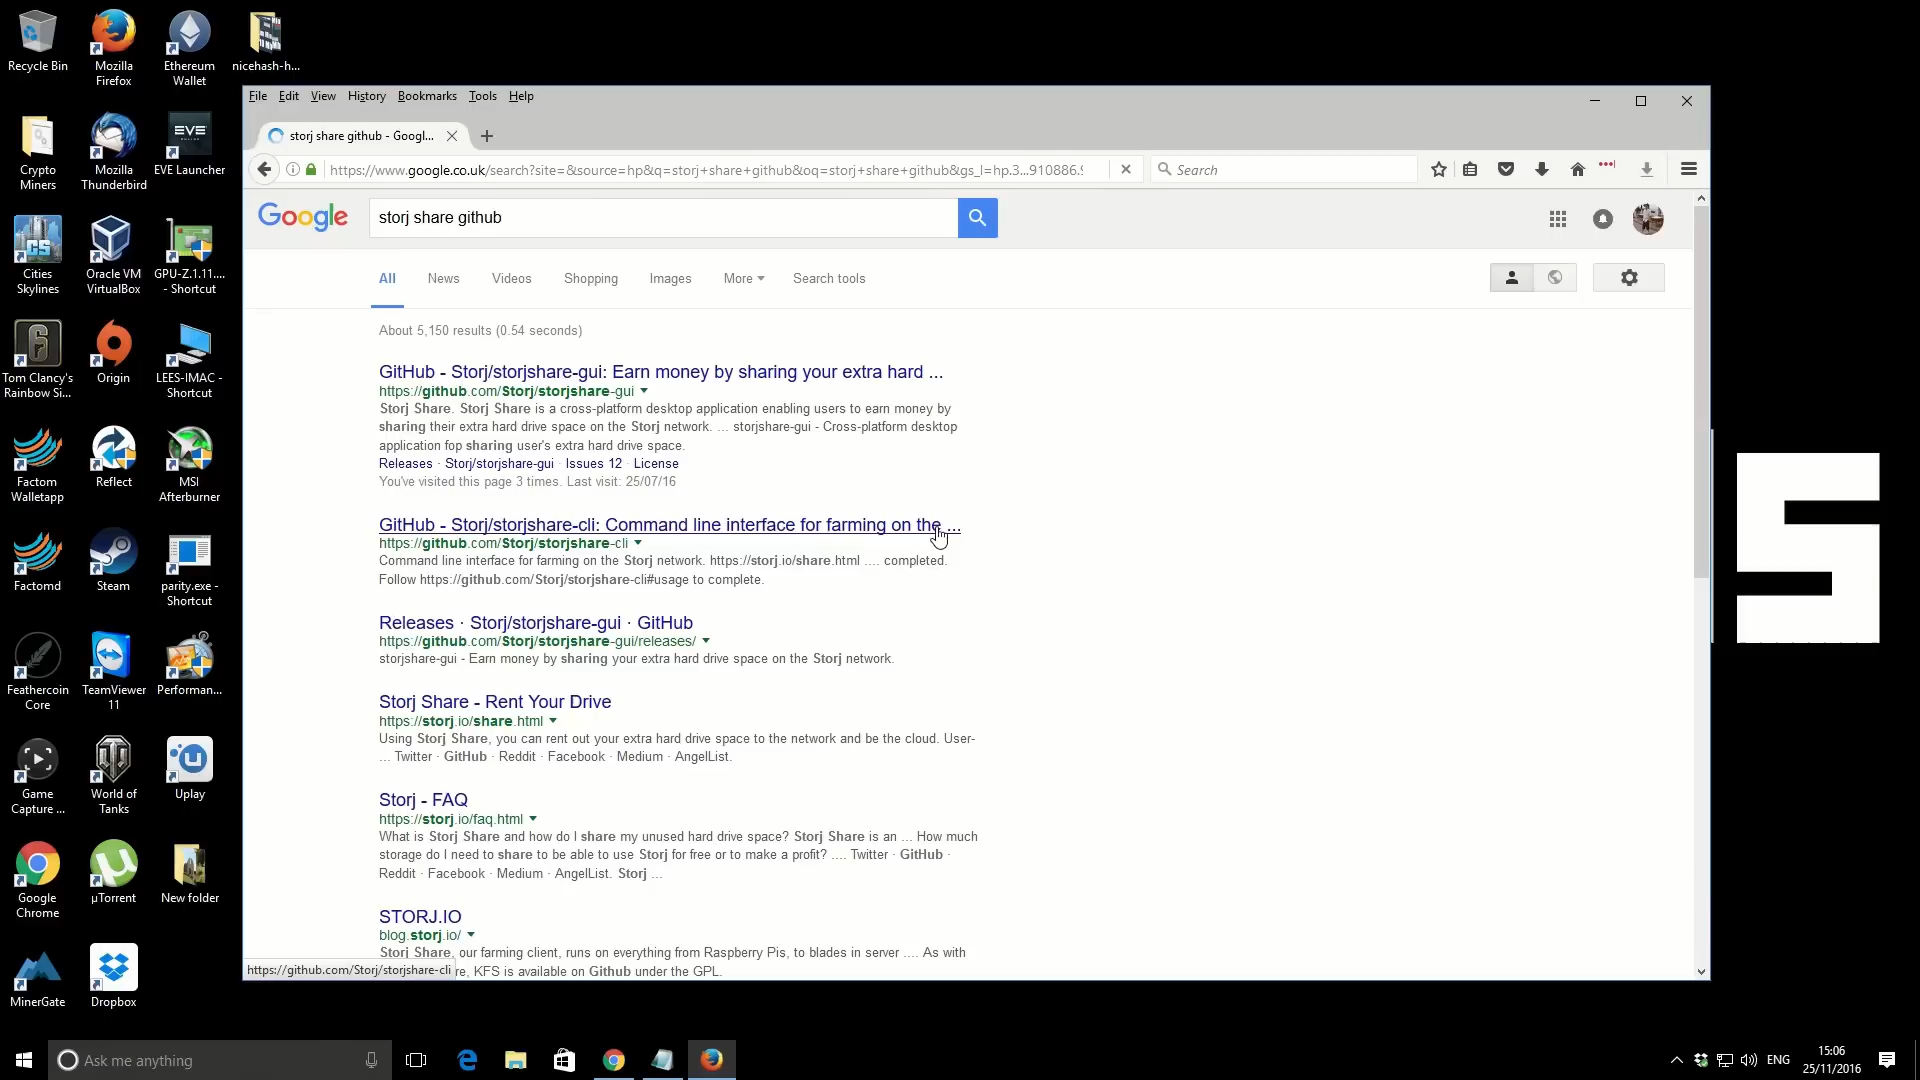 Recycle Bin
Mozilla Firefox
Ethereum Wallet
nicehash-h...
Crypto Miners
Mozilla Thunderbird
EVE
EVE Launcher
Cities Skylines
Oracle VM VirtualBox
GPU-Z.1.11.... - Shortcut
Tom Clancy's Rainbow Si...
Origin
LEES-IMAC - Shortcut
Factom Walletapp
Reflect
MSI Afterburner
Factomd
Steam
parity.exe - Shortcut
Feathercoin Core
TeamViewer 11
Performan...
Game Capture ...
World of Tanks
Uplay
Google Chrome
µTorrent
New folder
MinerGate
Dropbox
File Edit View History Bookmarks Tools Help
storj share github - Googl...
https://www.google.co.uk/search?site=&source=hp&q=storj+share+github&oq=storj+share+github&gs_l=hp.3...910886.9
Search
Google
storj share github
All News Videos Shopping Images More Search tools
About 5,150 results (0.54 seconds)
GitHub - Storj/storjshare-gui: Earn money by sharing your extra hard ...
https://github.com/Storj/storjshare-gui
Storj Share. Storj Share is a cross-platform desktop application enabling users to earn money by
sharing their extra hard drive space on the Storj network. ... storjshare-gui - Cross-platform desktop
application fop sharing user's extra hard drive space.
Releases · Storj/storjshare-gui · Issues 12 · License
You've visited this page 3 times. Last visit: 25/07/16
GitHub - Storj/storjshare-cli: Command line interface for farming on the ...
https://github.com/Storj/storjshare-cli
Command line interface for farming on the Storj network. https://storj.io/share.html .... completed.
Follow https://github.com/Storj/storjshare-cli#usage to complete.
Releases · Storj/storjshare-gui · GitHub
https://github.com/Storj/storjshare-gui/releases/
storjshare-gui - Earn money by sharing your extra hard drive space on the Storj network.
Storj Share - Rent Your Drive
https://storj.io/share.html
Using Storj Share, you can rent out your extra hard drive space to the network and be the cloud. User-
... Twitter · GitHub · Reddit · Facebook · Medium · AngelList.
Storj - FAQ
https://storj.io/faq.html
What is Storj Share and how do I share my unused hard drive space? Storj Share is an ... How much
storage do I need to share to be able to use Storj for free or to make a profit? .... Twitter · GitHub ·
Reddit · Facebook · Medium · AngelList. Storj ...
STORJ.IO
blog.storj.io/
Storj Share, our farming client, runs on everything from Raspberry Pis, to blades in server .... As with
re, KFS is available on Github under the GPL.
https://github.com/Storj/storjshare-cli
S
Ask me anything
ENG
15:06
25/11/2016